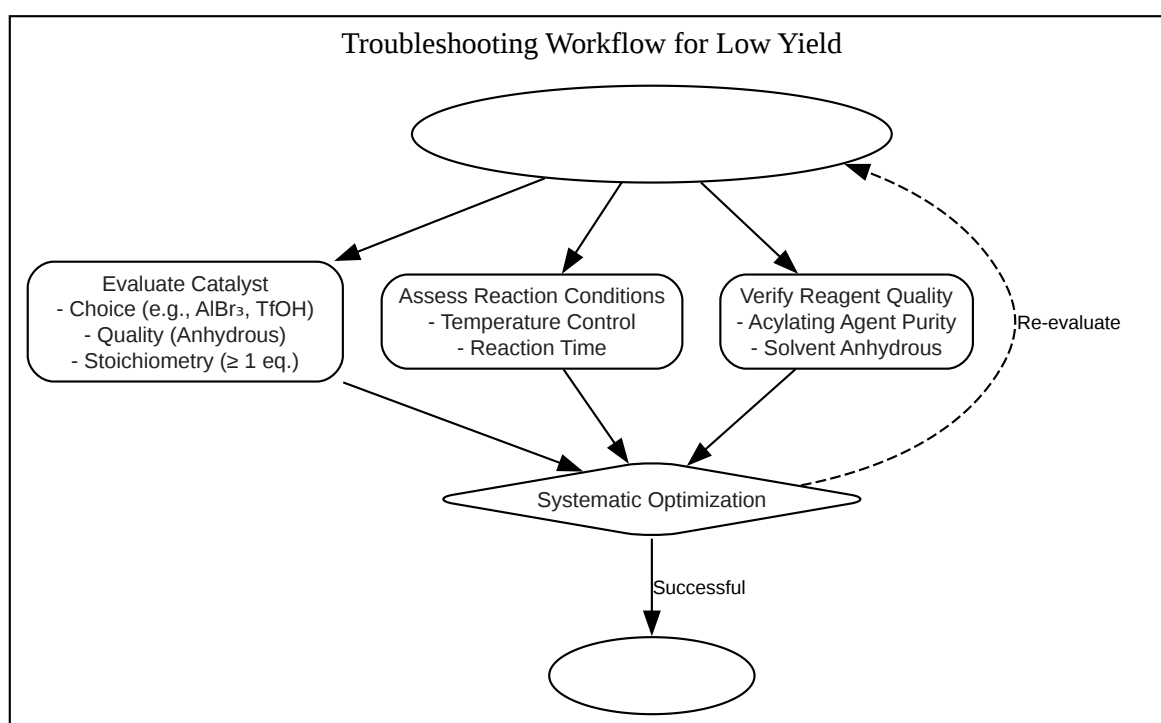 Troubleshooting Workflow for Low Yield
Evaluate Catalyst
- Choice (e.g., AlBr₃, TfOH)
- Quality (Anhydrous)
- Stoichiometry (≥ 1 eq.)
Assess Reaction Conditions
- Temperature Control
- Reaction Time
Verify Reagent Quality
- Acylating Agent Purity
- Solvent Anhydrous
Re-evaluate
Systematic Optimization
Successful